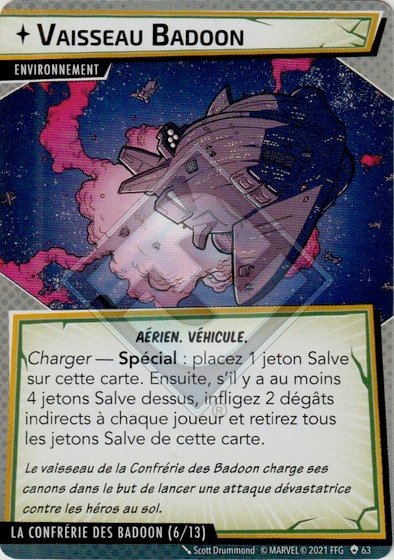 VAISSEAU BADOON
ENVIRONNEMENT
AÉRIEN. VÉHICULE.
Charger — Spécial : placez 1 jeton Salve
sur cette carte. Ensuite, s'il y a au moins
4 jetons Salve dessus, infligez 2 dégâts
indirects à chaque joueur et retirez tous
les jetons Salve de cette carte.
Le vaisseau de la Confrérie des Badoon charge ses
canons dans le but de lancer une attaque dévastatrice
contre les héros au sol.
LA CONFRÉRIE DES BADOON (6/13)
Scott Drummond © MARVEL © 2021 FFG 63